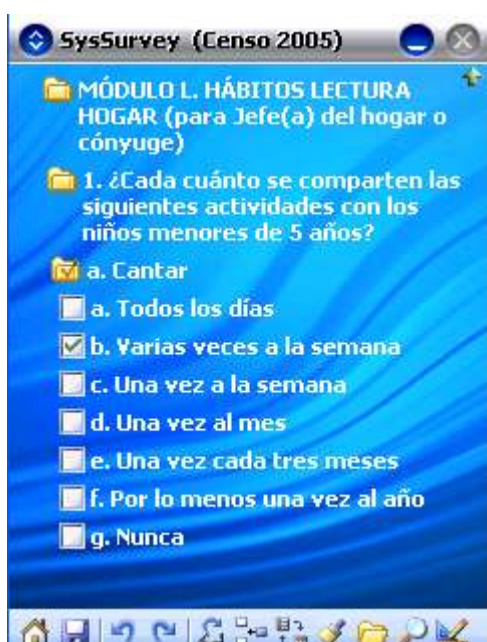 SysSurvey (Censo 2005)
MÓDULO L. HÁBITOS LECTURA
HOGAR (para Jefe(a) del hogar o
cónyuge)
1. ¿Cada cuánto se comparten las
siguientes actividades con los
niños menores de 5 años?
a. Cantar
a. Todos los días
b. Varias veces a la semana
c. Una vez a la semana
d. Una vez al mes
e. Una vez cada tres meses
f. Por lo menos una vez al año
g. Nunca